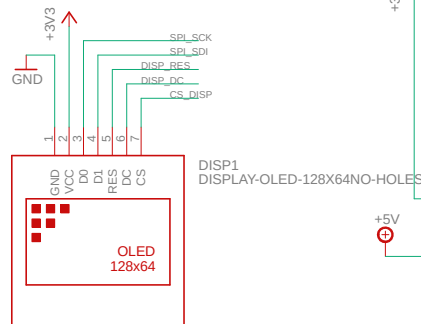 +3V3
+3
SPI_SCK
SPI_SDI
DISP_RES
DISP_DC
CS_DISP
GND
1 2 3 4 5 6 7
GND VCC D0 D1 RES DC CS
DISP1
DISPLAY-OLED-128X64NO-HOLES
+5V
OLED
128x64